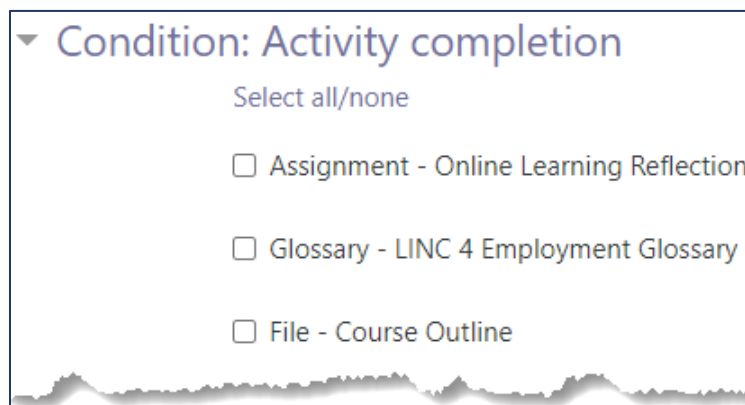 Condition: Activity completion
Select all/none
Assignment - Online Learning Reflection
Glossary - LINC 4 Employment Glossary
File - Course Outline